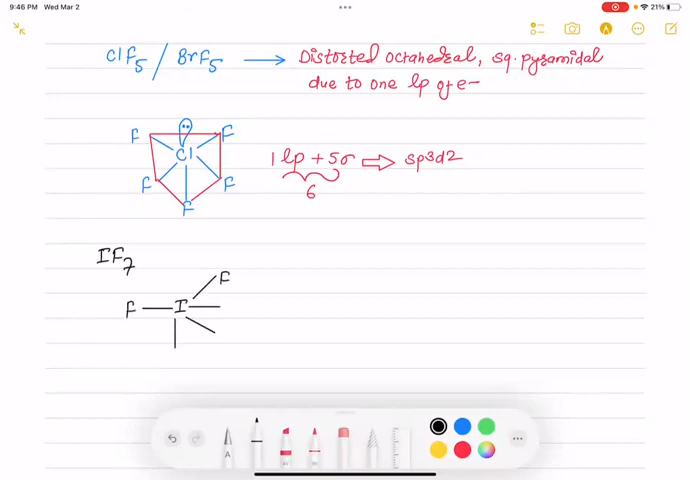 9:46 PM Wed Mar 2
21%
ClF5 / BrF5 → Distorted octahedral, sq. pyramidal
due to one lp of e-
F F
Cl
F F
F
1 lp + 5σ ⇒ sp3d2
6
IF7
F
F I
A